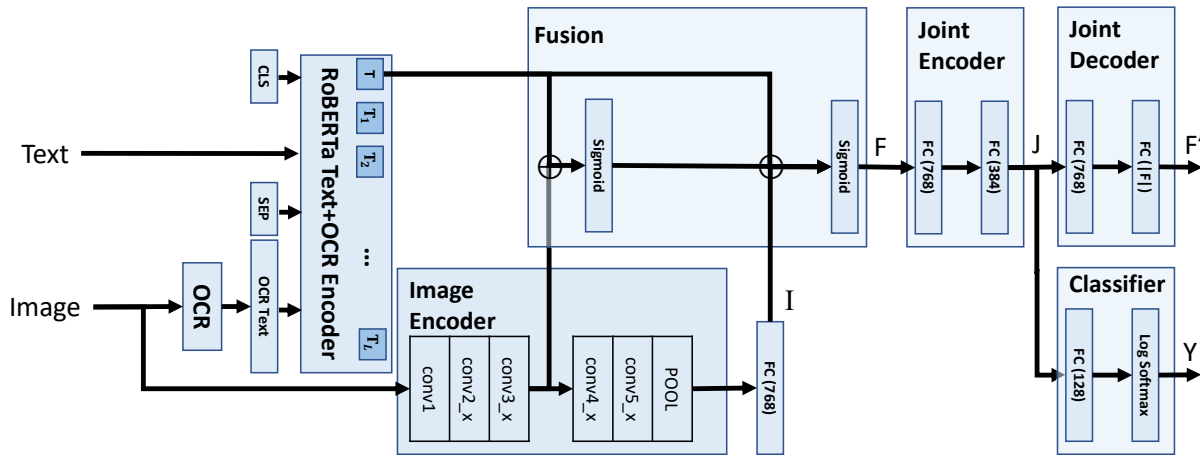 Text
Image
OCR
CLS
SEP
OCR Text
RoBERTa Text+OCR Encoder
T
T₁
T₂
...
T_L
Image
Encoder
conv1
conv2_x
conv3_x
conv4_x
conv5_x
POOL
FC (768)
I
Fusion
Sigmoid
Sigmoid
F
Joint
Encoder
FC (768)
FC (384)
J
Joint
Decoder
FC (768)
FC (|F|)
F'
Classifier
FC (128)
Log Softmax
Y